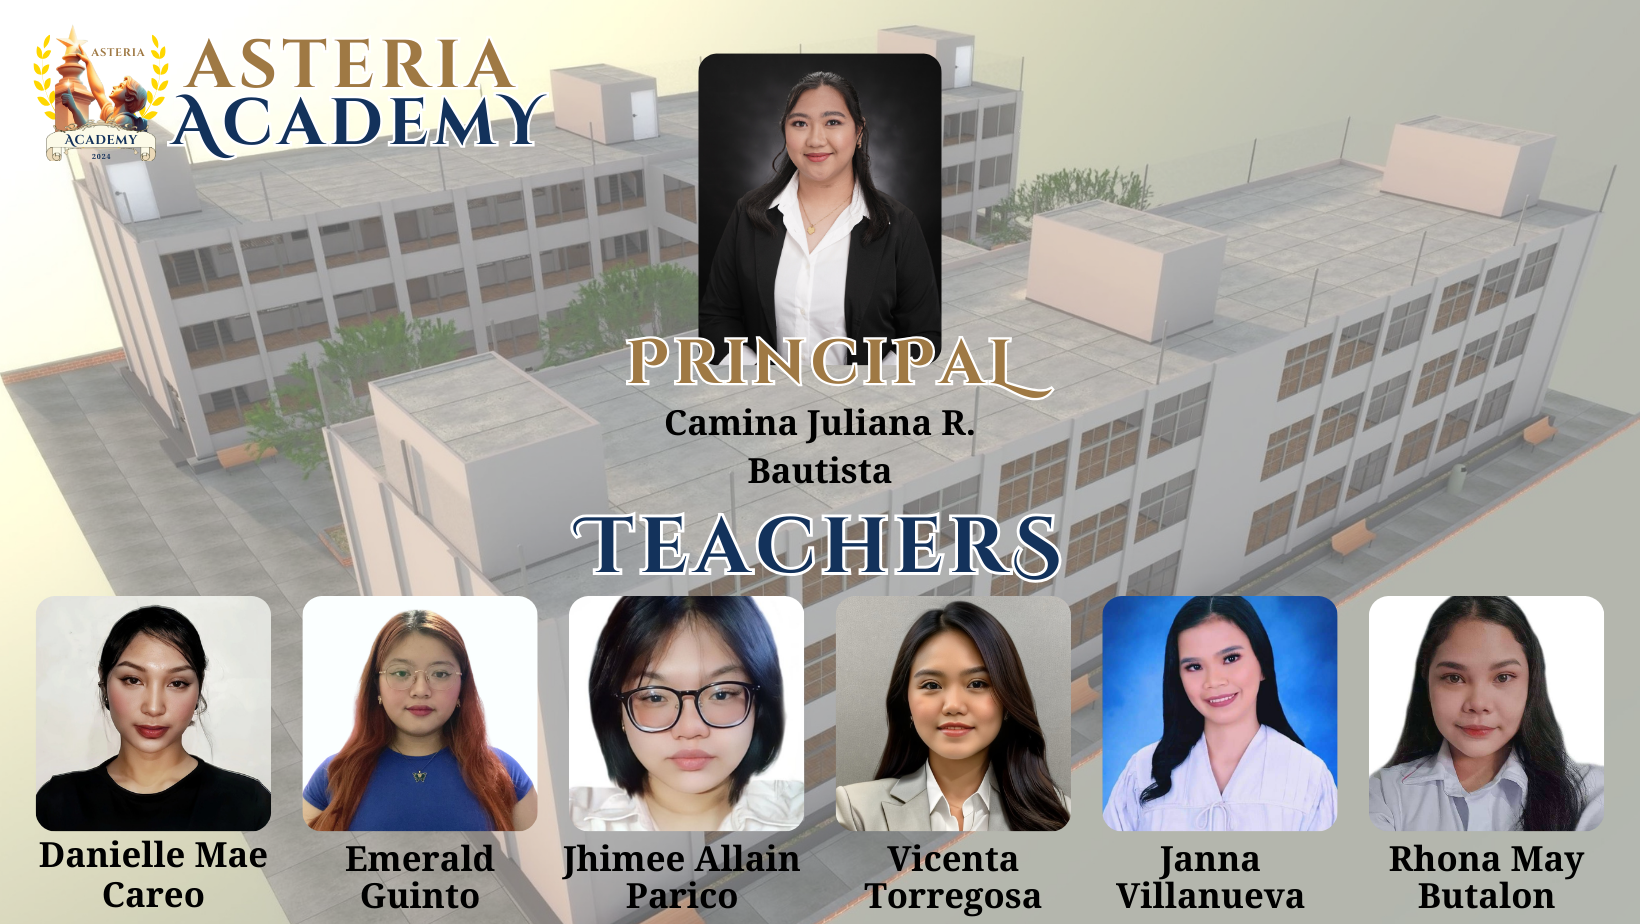 ASTERIA
ACADEMY
2024
ASTERIA
ACADEMY
PRINCIPAL
Camina Juliana R.
Bautista
TEACHERS
Danielle Mae
Careo
Emerald
Guinto
Jhimee Allain
Parico
Vicenta
Torregosa
Janna
Villanueva
Rhona May
Butalon